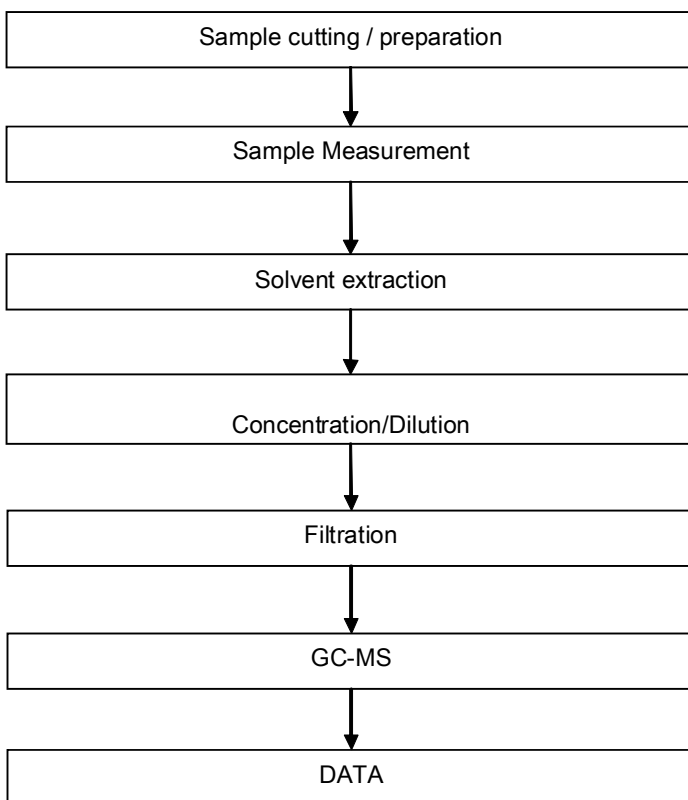 Sample cutting / preparation
Sample Measurement
Solvent extraction
Concentration/Dilution
Filtration
GC-MS
DATA